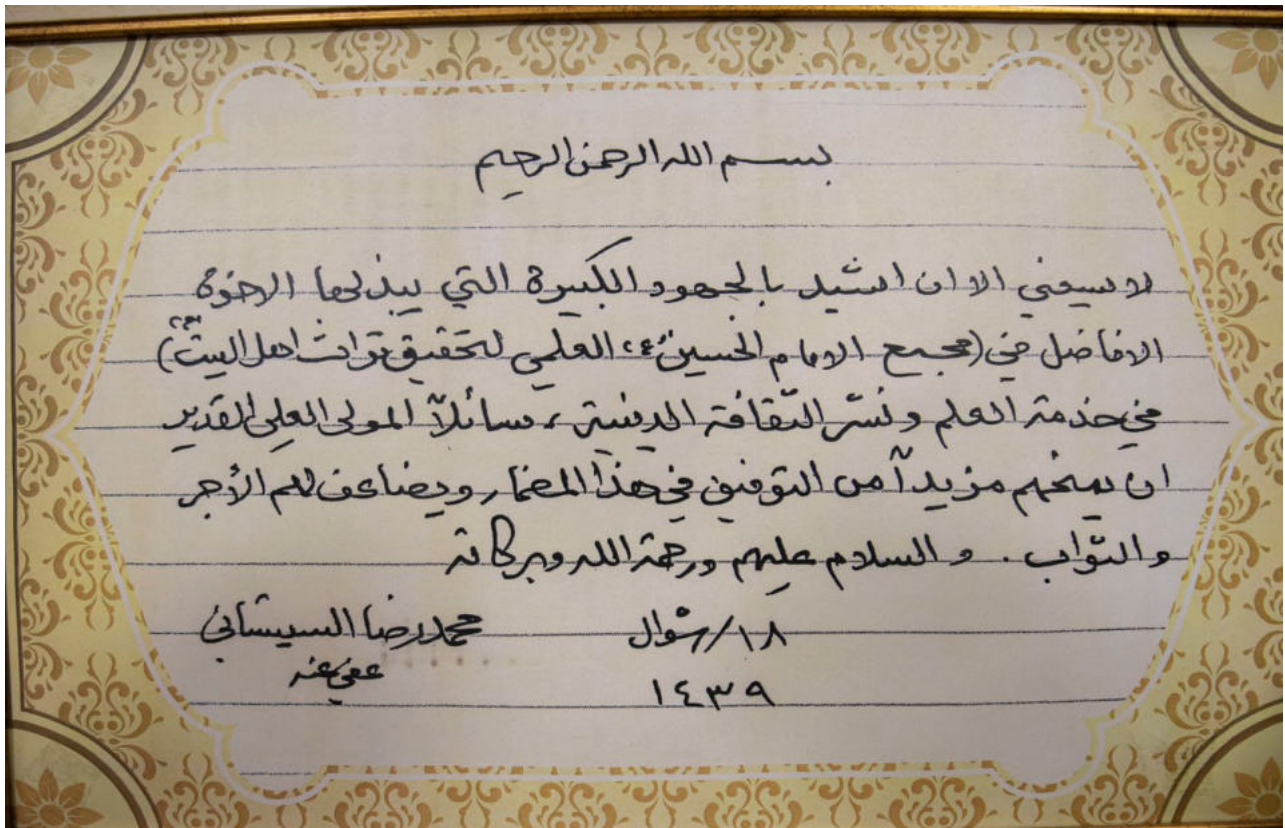 بسم الله الرحمن الرحيم
لا يسعني الا ان اشيد بالجهود الكبيرة التي يبذلها الاخوة
الافاضل في (مجمع الامام الحسين «ع» العلمي لتحقيق تراث اهل البيت «ع»)
في خدمة العلم ونشر الثقافة الدينية، سائلاً المولى العلي القدير
ان يمنحهم مزيداً من التوفيق في هذا المضمار ويضاعف لهم الأجر
والثواب. والسلام عليهم ورحمة الله وبركاته
١٨/شوال محمدرضا السيستاني
عفي عنه
١٤٣٩